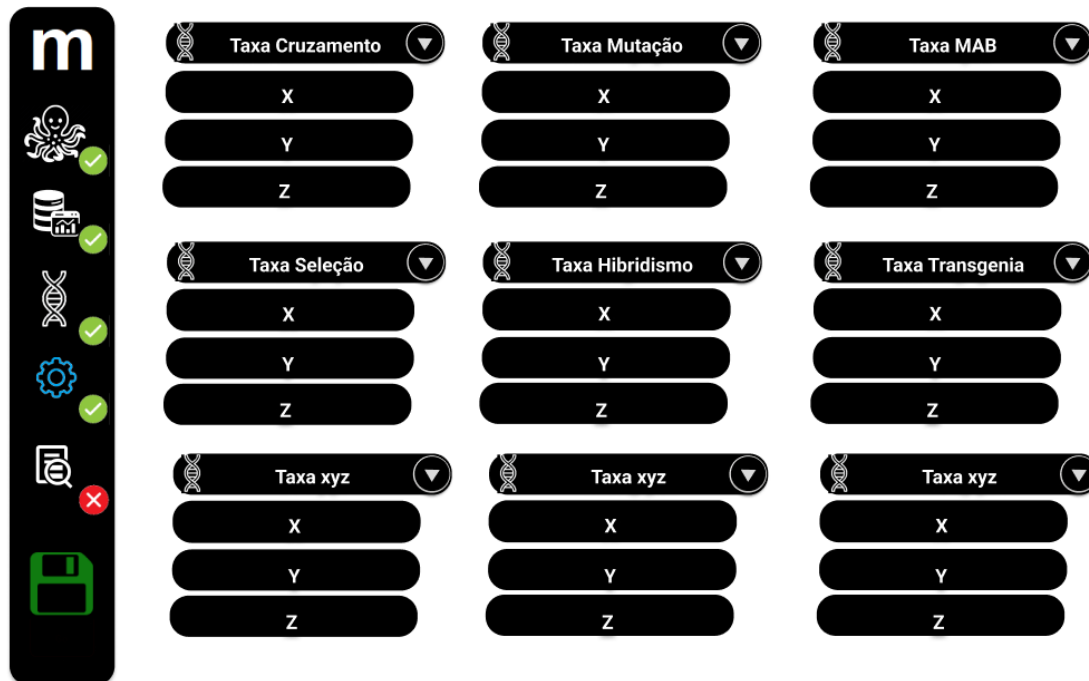 m
Taxa Cruzamento
X
Y
Z
Taxa Mutação
X
Y
Z
Taxa MAB
X
Y
Z
Taxa Seleção
X
Y
Z
Taxa Hibridismo
X
Y
Z
Taxa Transgenia
X
Y
Z
Taxa xyz
X
Y
Z
Taxa xyz
X
Y
Z
Taxa xyz
X
Y
Z